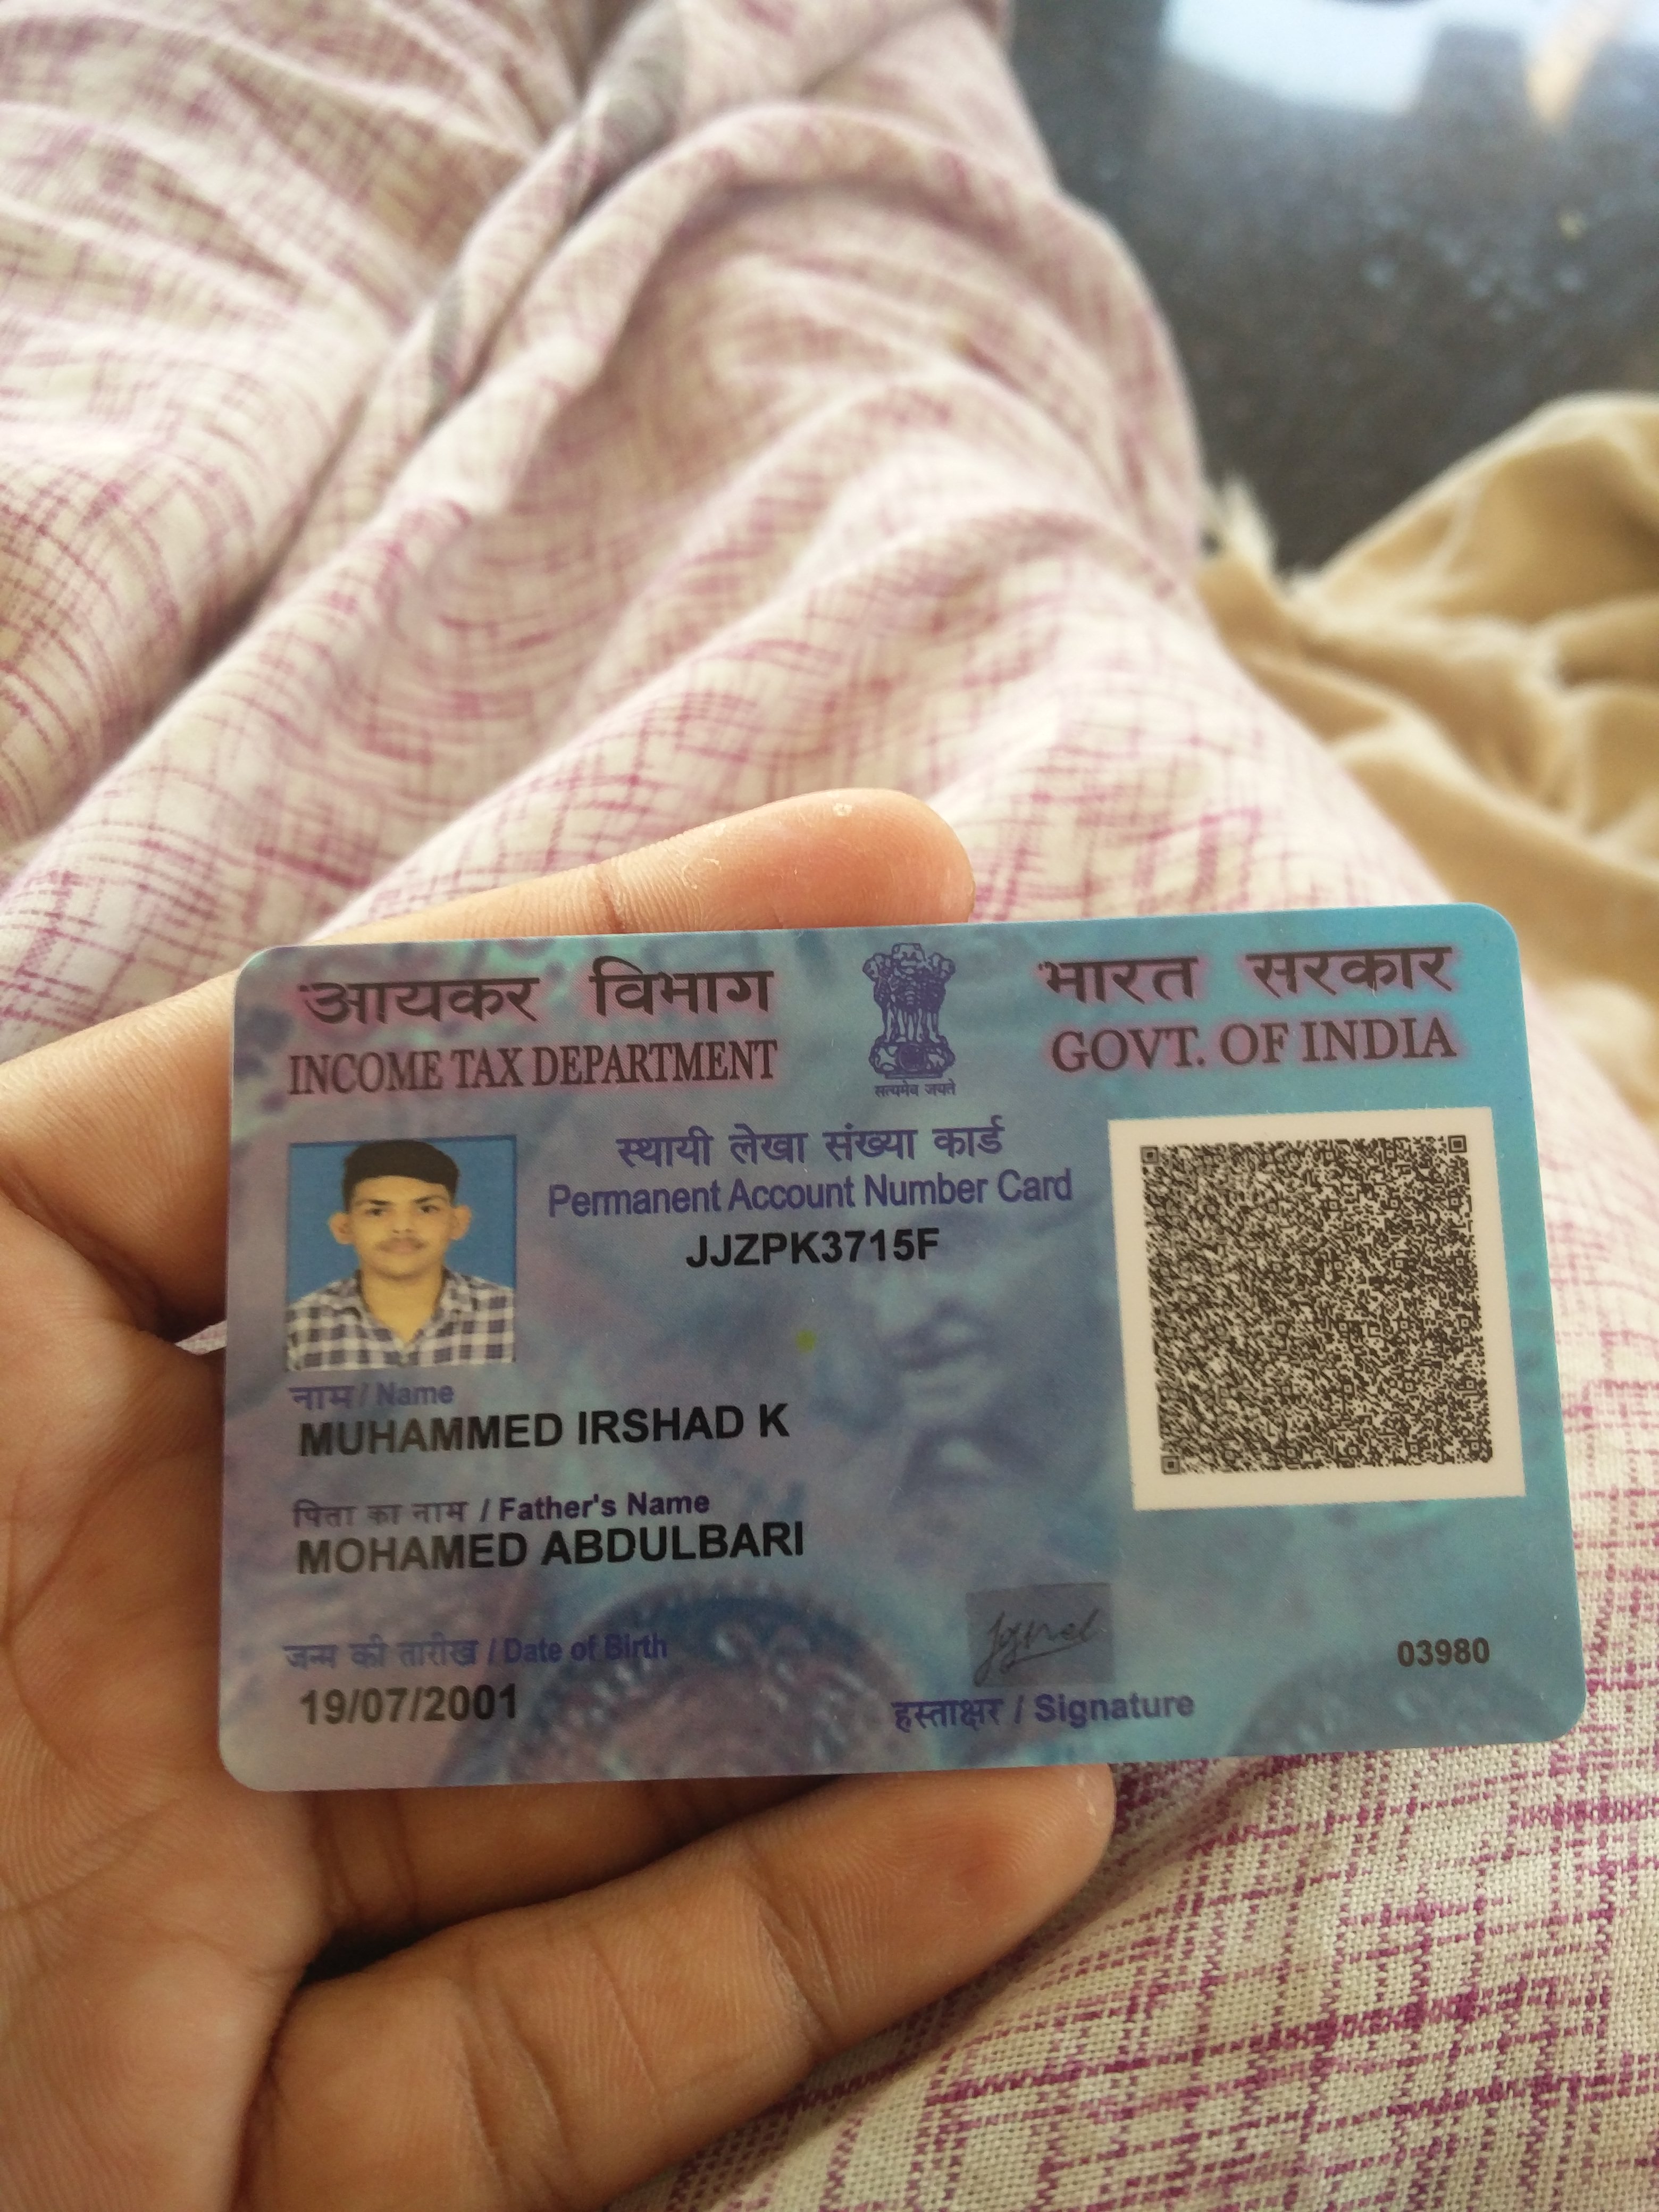 आयकर विभाग
INCOME TAX DEPARTMENT
सत्यमेव जयते
भारत सरकार
GOVT. OF INDIA
स्थायी लेखा संख्या कार्ड
Permanent Account Number Card
JJZPK3715F
नाम / Name
MUHAMMED IRSHAD K
पिता का नाम / Father's Name
MOHAMED ABDULBARI
जन्म की तारीख / Date of Birth
19/07/2001
हस्ताक्षर / Signature
03980